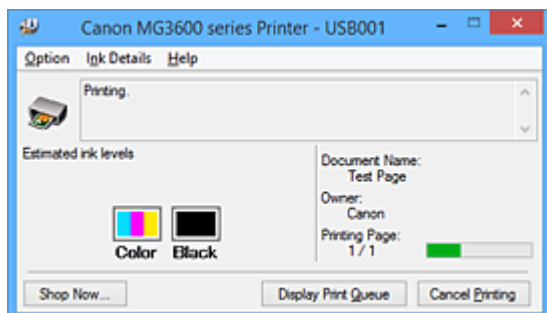 Canon MG3600 series Printer - USB001
Option Ink Details Help
Printing.
Estimated ink levels
Color Black
Document Name:
Test Page
Owner:
Canon
Printing Page:
1 / 1
Shop Now... Display Print Queue Cancel Printing